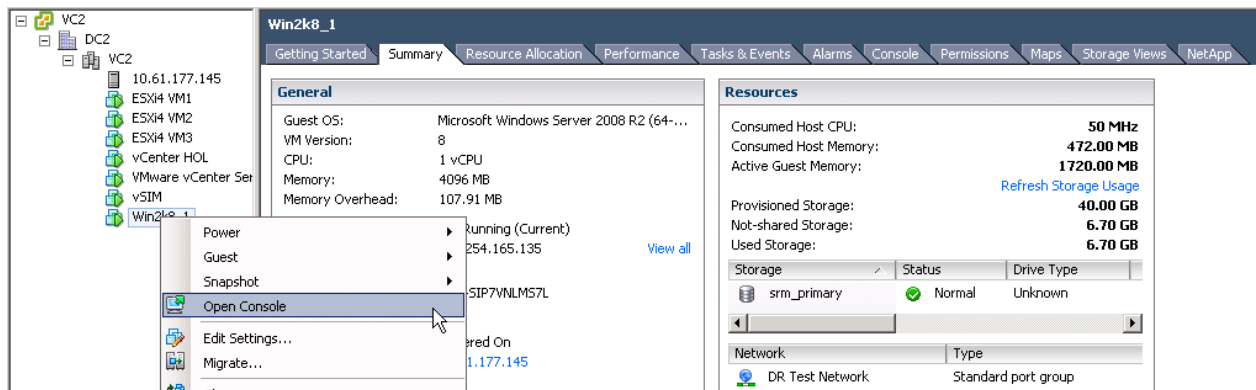 VC2
DC2
VC2
10.61.177.145
ESXi4 VM1
ESXi4 VM2
ESXi4 VM3
vCenter HOL
VMware vCenter Ser
vSIM
Win2k8_1
Power
Guest
Snapshot
Open Console
Edit Settings...
Migrate...
Win2k8_1
Getting Started Summary Resource Allocation Performance Tasks & Events Alarms Console Permissions Maps Storage Views NetApp
General
Guest OS: Microsoft Windows Server 2008 R2 (64-...
VM Version: 8
CPU: 1 vCPU
Memory: 4096 MB
Memory Overhead: 107.91 MB
Running (Current)
254.165.135 View all
-SIP7VNLMS7L
ered On
1.177.145
Resources
Consumed Host CPU: 50 MHz
Consumed Host Memory: 472.00 MB
Active Guest Memory: 1720.00 MB
Refresh Storage Usage
Provisioned Storage: 40.00 GB
Not-shared Storage: 6.70 GB
Used Storage: 6.70 GB
Storage Status Drive Type
srm_primary Normal Unknown
Network Type
DR Test Network Standard port group